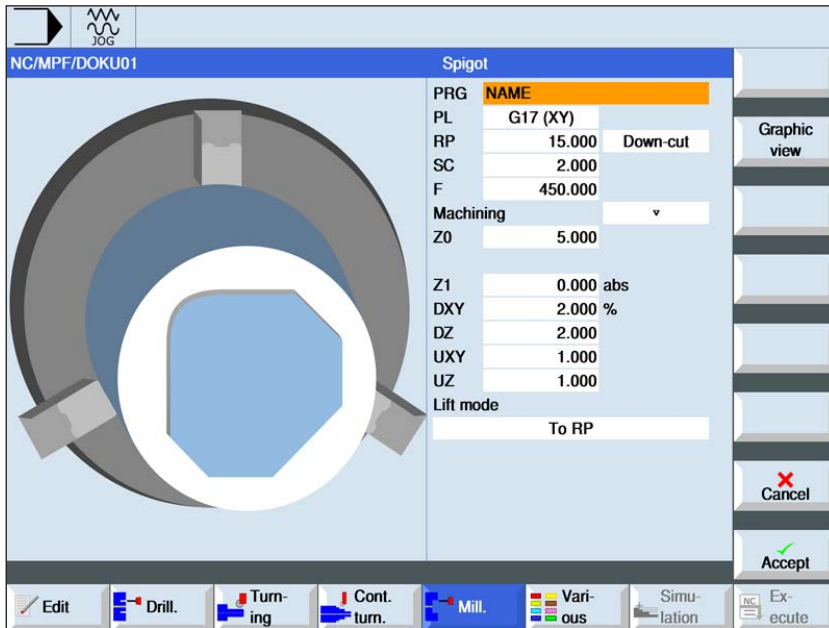 JOG
NC/MPF/DOKU01
Spigot
PRG NAME
PL G17 (XY)
RP 15.000 Down-cut
SC 2.000
F 450.000
Machining ▿
Z0 5.000
Z1 0.000 abs
DXY 2.000 %
DZ 2.000
UXY 1.000
UZ 1.000
Lift mode
To RP
Graphic
view
Cancel
Accept
Edit
Drill.
Turn-
ing
Cont.
turn.
Mill.
Vari-
ous
Simu-
lation
NC
Ex-
ecute